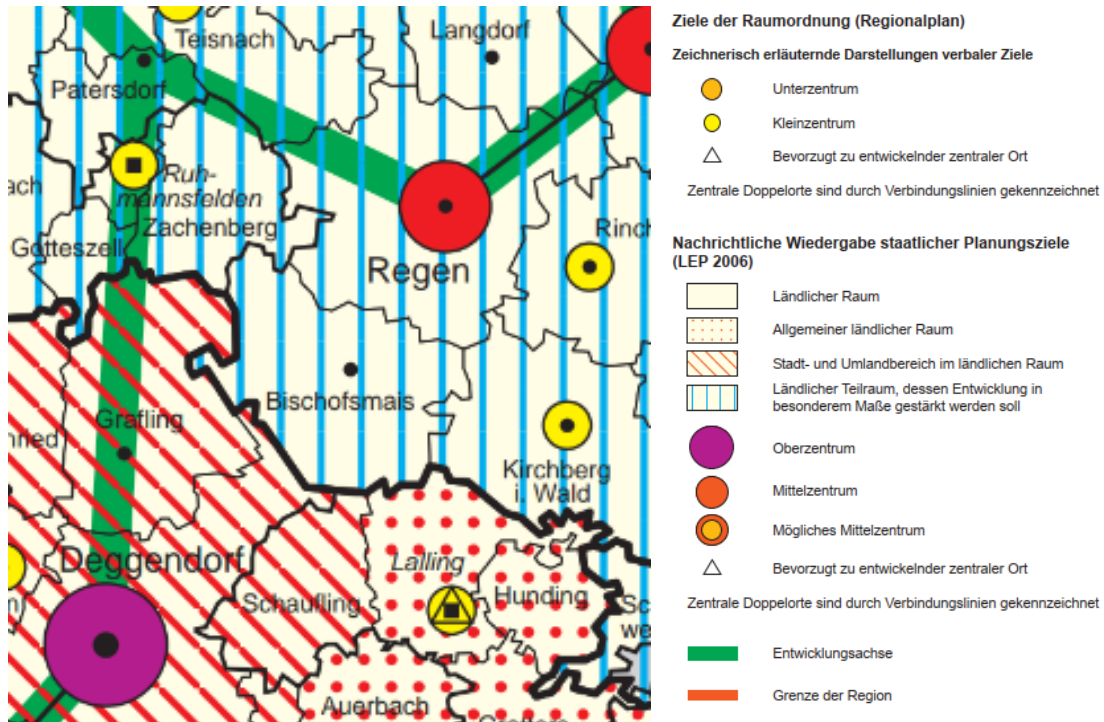 Teisnach
Langdorf
Patersdorf
ach
Ruh-
mannsfelden
Zachenberg
Gotteszell
Rinch
Regen
Bischofsmais
Grafling
nried
Kirchberg
i. Wald
Deggendorf
Lalling
Schaufling
Hunding
Sc
we
Auerbach
Ziele der Raumordnung (Regionalplan)
Zeichnerisch erläuternde Darstellungen verbaler Ziele
Unterzentrum
Kleinzentrum
Bevorzugt zu entwickelnder zentraler Ort
Zentrale Doppelorte sind durch Verbindungslinien gekennzeichnet
Nachrichtliche Wiedergabe staatlicher Planungsziele
(LEP 2006)
Ländlicher Raum
Allgemeiner ländlicher Raum
Stadt- und Umlandbereich im ländlichen Raum
Ländlicher Teilraum, dessen Entwicklung in
besonderem Maße gestärkt werden soll
Oberzentrum
Mittelzentrum
Mögliches Mittelzentrum
Bevorzugt zu entwickelnder zentraler Ort
Zentrale Doppelorte sind durch Verbindungslinien gekennzeichnet
Entwicklungsachse
Grenze der Region